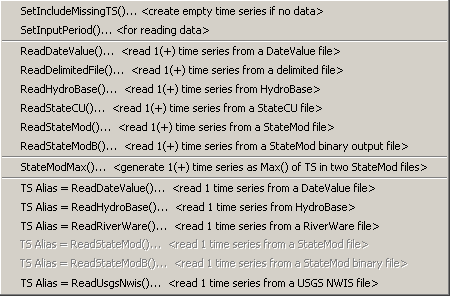 SetIncludeMissingTS()... <create empty time series if no data>
SetInputPeriod()... <for reading data>
ReadDateValue()... <read 1(+) time series from a DateValue file>
ReadDelimitedFile()... <read 1(+) time series from a delimited file>
ReadHydroBase()... <read 1(+) time series from HydroBase>
ReadStateCU()... <read 1(+) time series from a StateCU file>
ReadStateMod()... <read 1(+) time series from a StateMod file>
ReadStateModB()... <read 1(+) time series from a StateMod binary output file>
StateModMax()... <generate 1(+) time series as Max() of TS in two StateMod files>
TS Alias = ReadDateValue()... <read 1 time series from a DateValue file>
TS Alias = ReadHydroBase()... <read 1 time series from HydroBase>
TS Alias = ReadRiverWare()... <read 1 time series from a RiverWare file>
TS Alias = ReadStateMod()... <read 1 time series from a StateMod file>
TS Alias = ReadStateModB()... <read 1 time series from a StateMod binary file>
TS Alias = ReadUsgsNwis()... <read 1 time series from a USGS NWIS file>